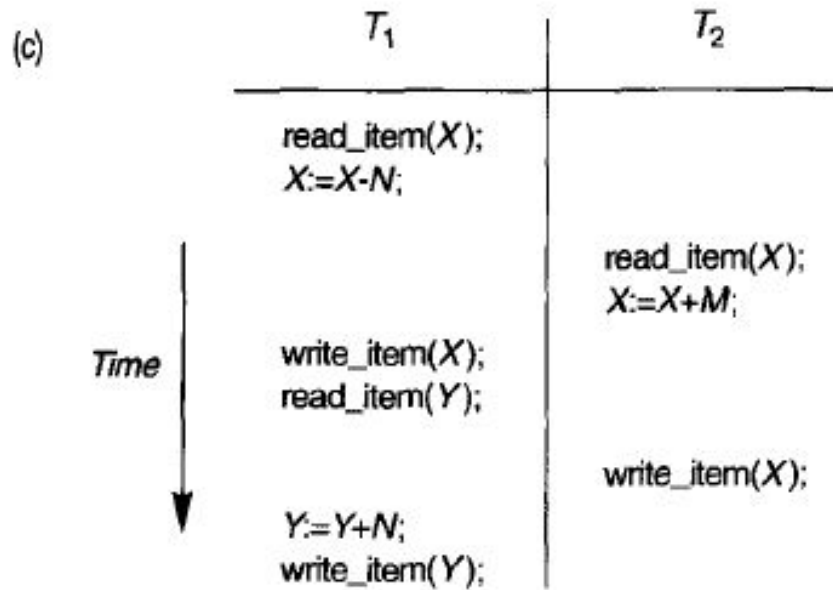 (c)
T₁ T₂
read_item(X);
X:=X-N;
read_item(X);
X:=X+M;
write_item(X);
Time
read_item(Y);
write_item(X);
Y:=Y+N;
write_item(Y);